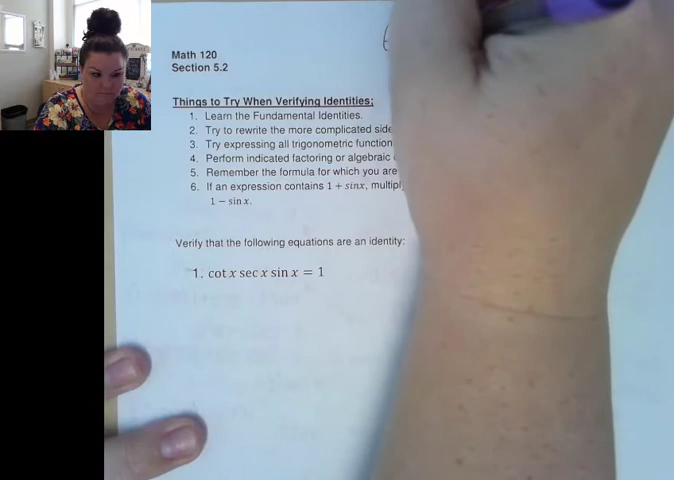 Math 120
Section 5.2
Things to Try When Verifying Identities:
1. Learn the Fundamental Identities.
2. Try to rewrite the more complicated side
3. Try expressing all trigonometric function
4. Perform indicated factoring or algebraic
5. Remember the formula for which you are
6. If an expression contains 1 + sinx, multiply
1 − sin x.
Verify that the following equations are an identity:
1. cot x sec x sin x = 1